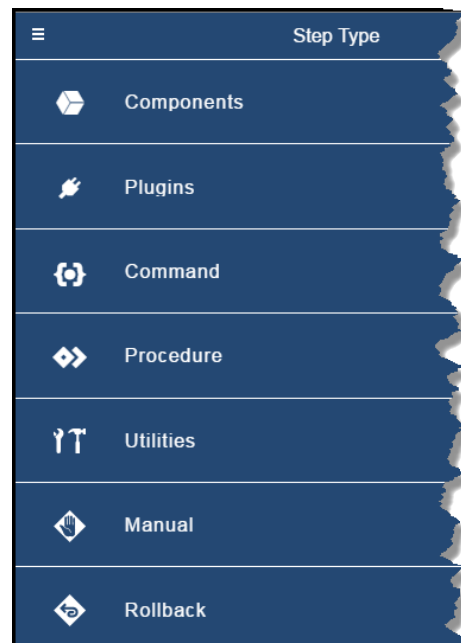 Step Type
Components
Plugins
Command
Procedure
Utilities
Manual
Rollback